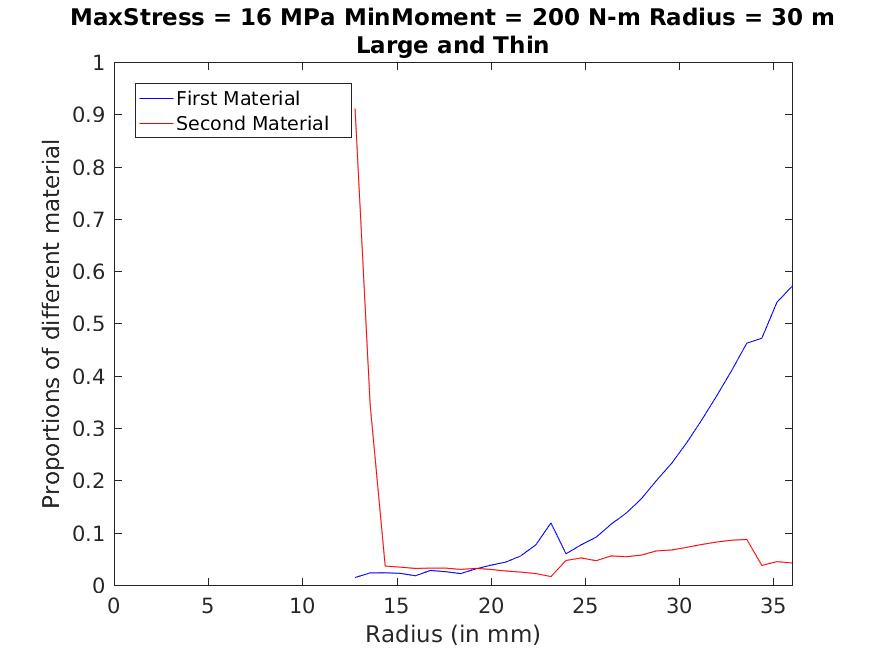 MaxStress = 16 MPa MinMoment = 200 N-m Radius = 30 m
Large and Thin
1
0.9
0.8
0.7
0.6
0.5
0.4
0.3
0.2
0.1
0
First Material
Second Material
Proportions of different material
0 5 10 15 20 25 30 35
Radius (in mm)